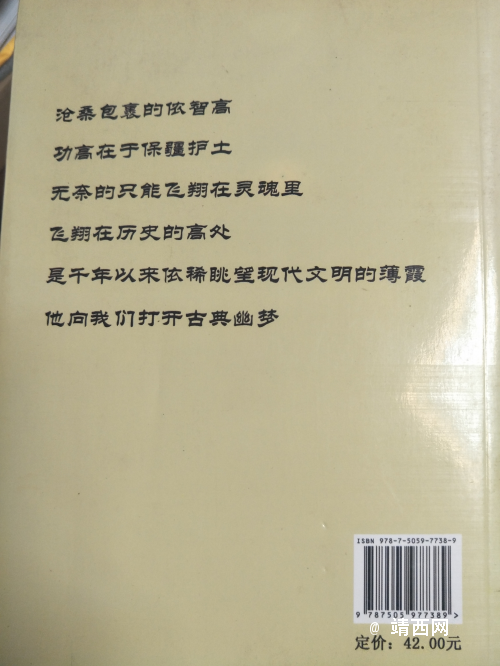 沧桑包裹的侬智高
功高在于保疆护土
无奈的只能飞翔在灵魂里
飞翔在历史的高处
是千年以来依稀眺望现代文明的薄霞
他向我们打开古典幽梦
ISBN 978-7-5059-7738-9
9 787505 977389 >
@ 靖西网
定价：42.00元